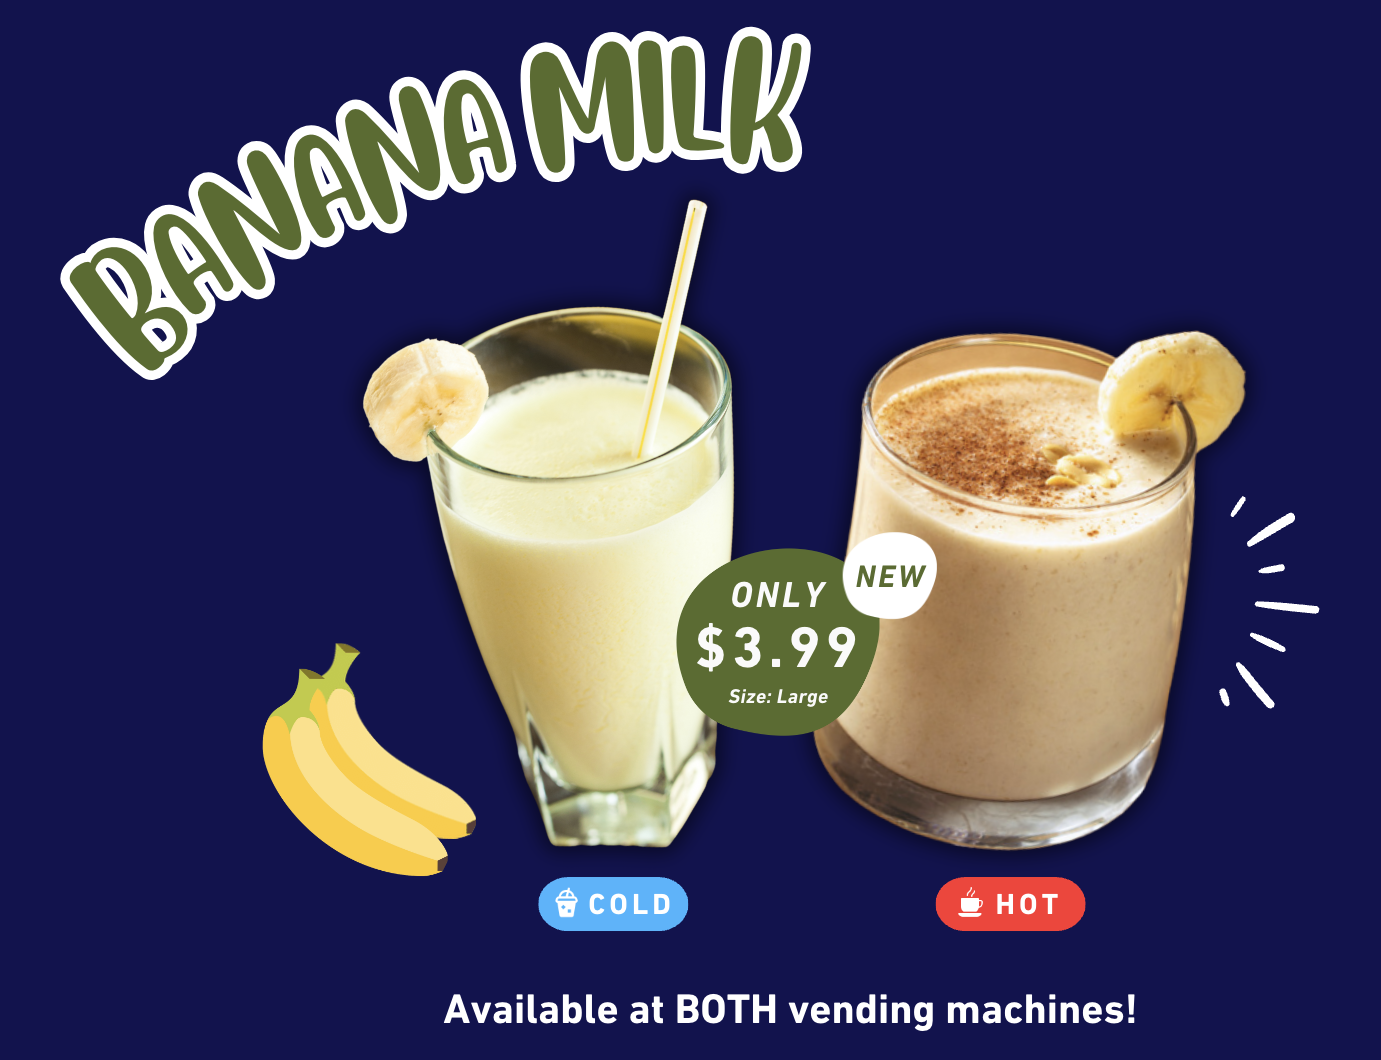 BANANA MILK
ONLY
$3.99
Size: Large
NEW
COLD
HOT
Available at BOTH vending machines!